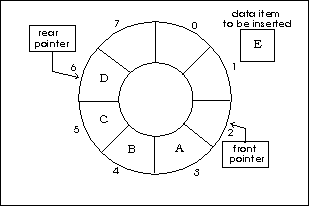 7
0
data item
to be inserted
E
rear
pointer
6
1
D
C
5
2
B
A
front
pointer
4
3